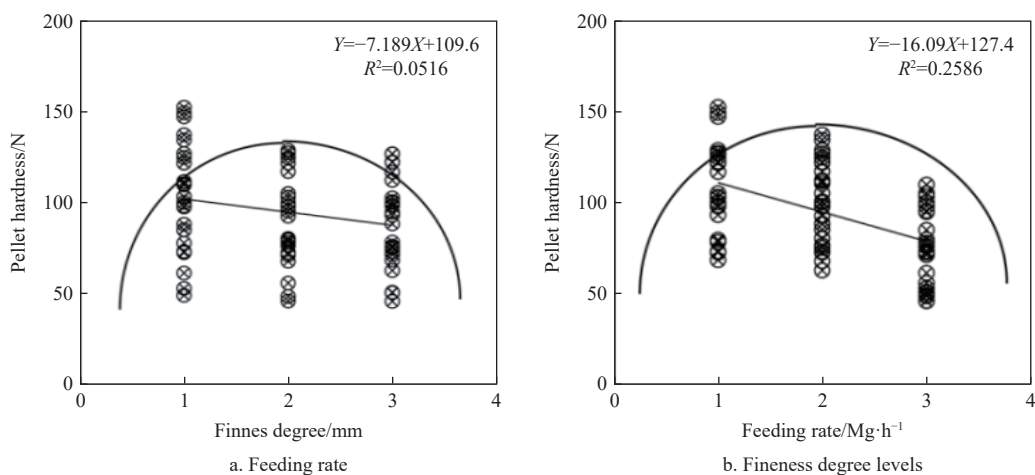 200
150
100
50
0
Pellet hardness/N
Y=−7.189X+109.6
R²=0.0516
0 1 2 3 4
Finnes degree/mm
a. Feeding rate
200
150
100
50
0
Pellet hardness/N
Y=−16.09X+127.4
R²=0.2586
0 1 2 3 4
Feeding rate/Mg·h⁻¹
b. Fineness degree levels